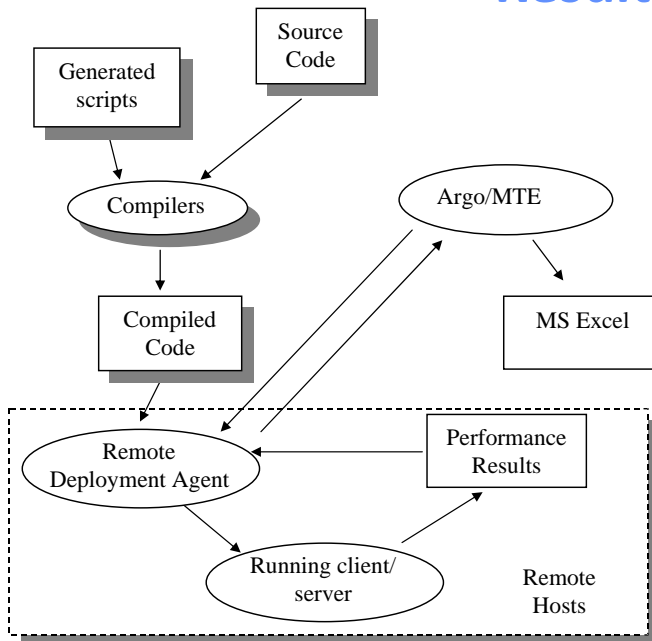 Source
Code
Generated
scripts
Compilers
Argo/MTE
Compiled
Code
MS Excel
Remote
Deployment Agent
Performance
Results
Running client/
server
Remote
Hosts